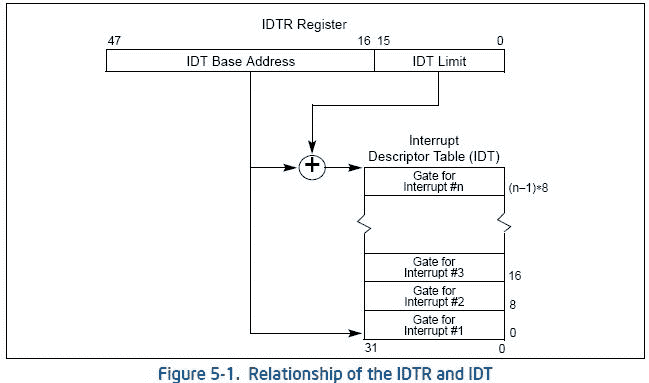 IDTR Register
47 16 15 0
IDT Base Address IDT Limit
+
Interrupt
Descriptor Table (IDT)
Gate for
Interrupt #n
(n–1)∗8
Gate for
Interrupt #3
16
Gate for
Interrupt #2
8
Gate for
Interrupt #1
0
31 0
Figure 5-1. Relationship of the IDTR and IDT